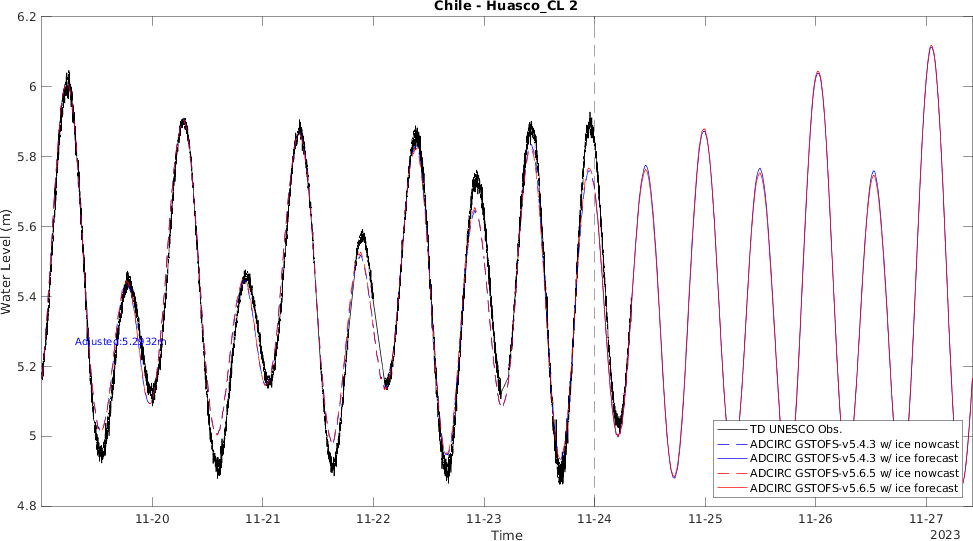 Chile - Huasco_CL 2
6.2
6
5.8
5.6
5.4
5.2
5
4.8
Water Level (m)
Adjusted:5.2932m
TD UNESCO Obs.
ADCIRC GSTOFS-v5.4.3 w/ ice nowcast
ADCIRC GSTOFS-v5.4.3 w/ ice forecast
ADCIRC GSTOFS-v5.6.5 w/ ice nowcast
ADCIRC GSTOFS-v5.6.5 w/ ice forecast
11-20 11-21 11-22 11-23 11-24 11-25 11-26 11-27
Time
2023